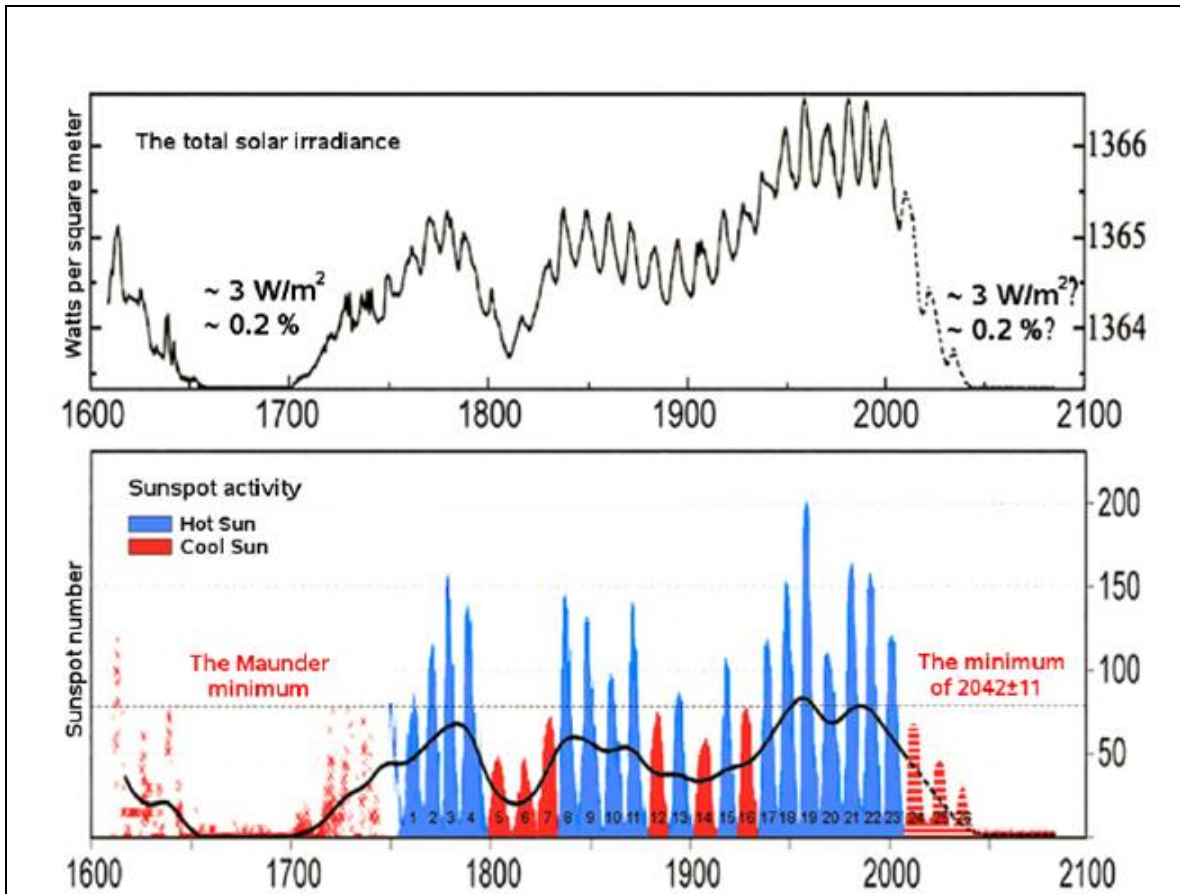 The total solar irradiance
Watts per square meter
1366
1365
1364
~ 3 W/m²
~ 0.2 %
~ 3 W/m²?
~ 0.2 %?
1600 1700 1800 1900 2000 2100
Sunspot activity
Hot Sun
Cool Sun
Sunspot number
200
150
100
50
The Maunder
minimum
The minimum
of 2042±11
1 2 3 4 5 6 7 8 9 10 11 12 13 14 15 16 17 18 19 20 21 22 23 24 25 26
1600 1700 1800 1900 2000 2100